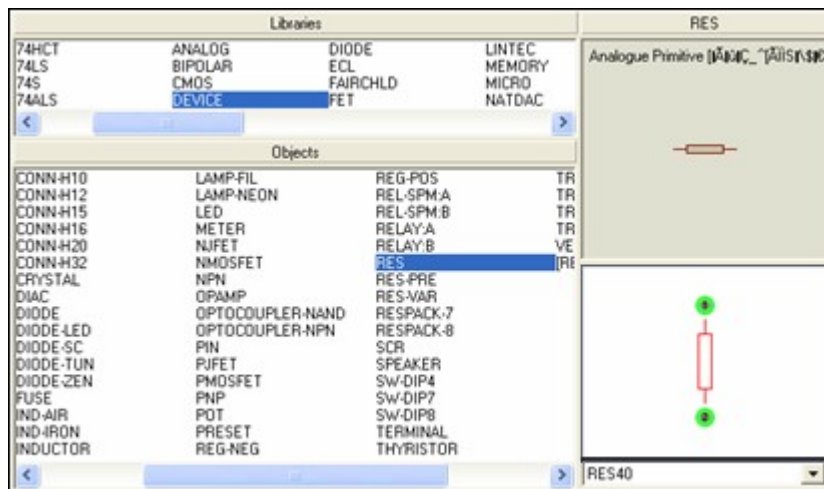 Libraries
74HCT ANALOG DIODE LINTEC
74LS BIPOLAR ECL MEMORY
74S CMOS FAIRCHLD MICRO
74ALS DEVICE FET NATDAC
Objects
CONN-H10 LAMP-FIL REG-POS TR
CONN-H12 LAMP-NEON REL-SPM:A TR
CONN-H15 LED REL-SPM:B TR
CONN-H16 METER RELAY:A TR
CONN-H20 NJFET RELAY:B VE
CONN-H32 NMOSFET RES [RE
CRYSTAL NPN RES-PRE
DIAC OPAMP RES-VAR
DIODE OPTOCOUPLER-NAND RESPACK-7
DIODE-LED OPTOCOUPLER-NPN RESPACK-8
DIODE-SC PIN SCR
DIODE-TUN PJFET SPEAKER
DIODE-ZEN PMOSFET SW-DIP4
FUSE PNP SW-DIP7
IND-AIR POT SW-DIP8
IND-IRON PRESET TERMINAL
INDUCTOR REG-NEG THYRISTOR
RES
Analogue Primitive
RES40